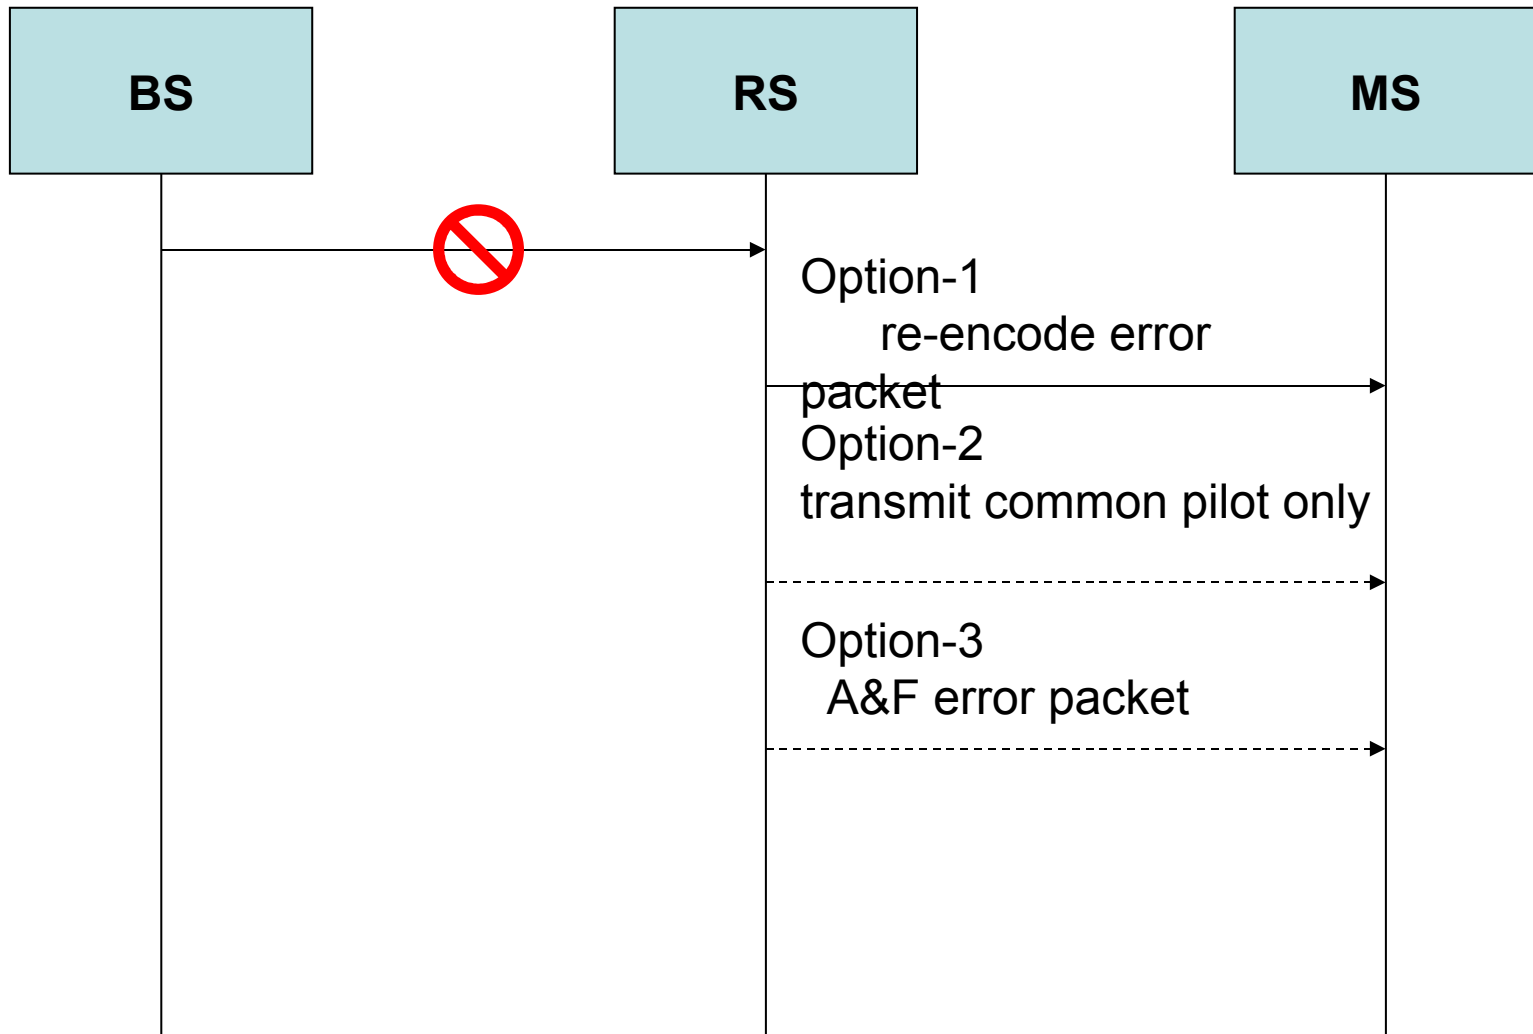 BS
RS
MS
Option-1
re-encode error
packet
Option-2
transmit common pilot only
Option-3
A&F error packet